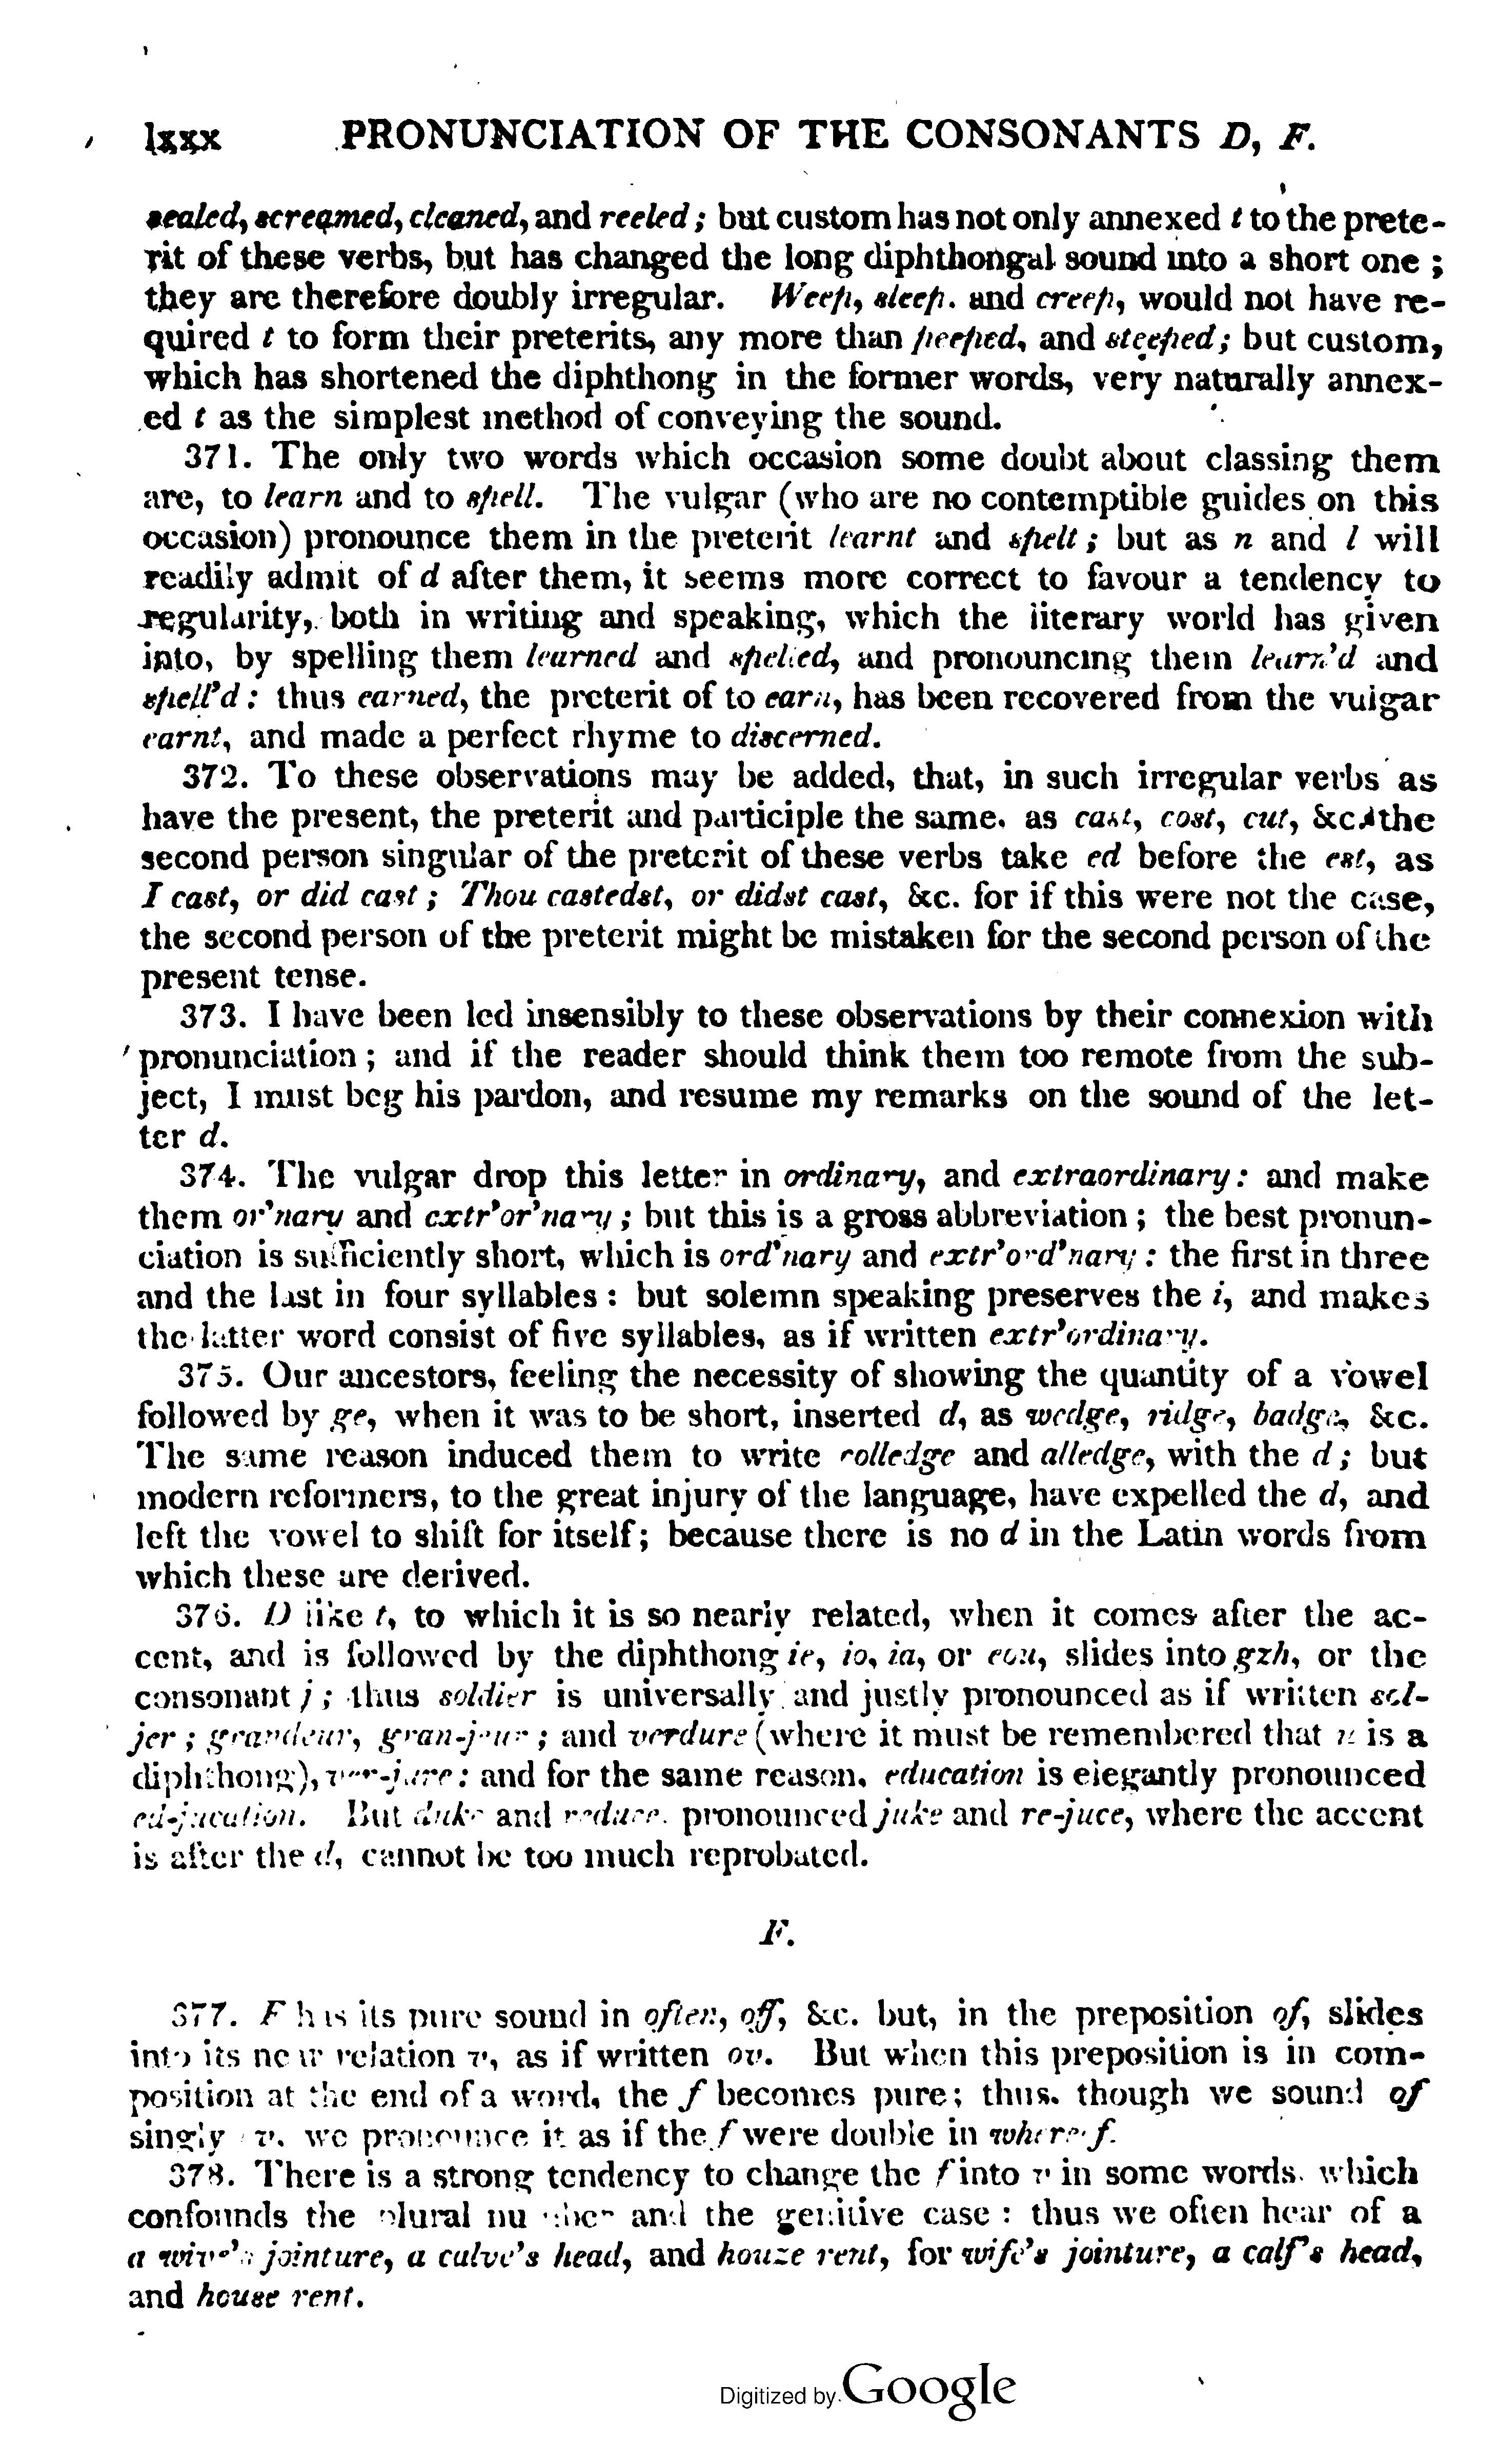 lxxx PRONUNCIATION OF THE CONSONANTS D, F.
sealed, screamed, cleaned, and reeled; but custom has not only annexed t to the prete-
rit of these verbs, but has changed the long diphthongal sound into a short one;
they are therefore doubly irregular. Weep, sleep. and creep, would not have re-
quired t to form their preterits, any more than peeped, and steeped; but custom,
which has shortened the diphthong in the former words, very naturally annex-
ed t as the simplest method of conveying the sound.
371. The only two words which occasion some doubt about classing them
are, to learn and to spell. The vulgar (who are no contemptible guides on this
occasion) pronounce them in the preterit learnt and spelt; but as n and l will
readily admit of d after them, it seems more correct to favour a tendency to
regularity, both in writing and speaking, which the literary world has given
into, by spelling them learned and spelled, and pronouncing them learn'd and
spell'd: thus earned, the preterit of to earn, has been recovered from the vulgar
earnt, and made a perfect rhyme to discerned.
372. To these observations may be added, that, in such irregular verbs as
have the present, the preterit and participle the same. as cast, cost, cut, &c. the
second person singular of the preterit of these verbs take ed before the est, as
I cast, or did cast; Thou castedst, or didst cast, &c. for if this were not the case,
the second person of the preterit might be mistaken for the second person of the
present tense.
373. I have been led insensibly to these observations by their connexion with
pronunciation; and if the reader should think them too remote from the sub-
ject, I must beg his pardon, and resume my remarks on the sound of the let-
ter d.
374. The vulgar drop this letter in ordinary, and extraordinary: and make
them or'nary and extr'or'nary; but this is a gross abbreviation; the best pronun-
ciation is sufficiently short, which is ord'nary and extr'ord'nary: the first in three
and the last in four syllables: but solemn speaking preserves the i, and makes
the latter word consist of five syllables, as if written extr'ordinary.
375. Our ancestors, feeling the necessity of showing the quantity of a vowel
followed by ge, when it was to be short, inserted d, as wedge, ridge, badge, &c.
The same reason induced them to write colledge and alledge, with the d; but
modern reformers, to the great injury of the language, have expelled the d, and
left the vowel to shift for itself; because there is no d in the Latin words from
which these are derived.
376. D like t, to which it is so nearly related, when it comes after the ac-
cent, and is followed by the diphthong ie, io, ia, or eou, slides into gzh, or the
consonant j; thus soldier is universally and justly pronounced as if written sol-
jer; grandeur, gran-jeur; and verdure (where it must be remembered that u is a
diphthong), ver-jure: and for the same reason, education is elegantly pronounced
ed-jucation. But duke and reduce. pronounced juke and re-juce, where the accent
is after the d, cannot be too much reprobated.
F.
377. F has its pure sound in often, off, &c. but, in the preposition of, slides
into its near relation v, as if written ov. But when this preposition is in com-
position at the end of a word, the f becomes pure; thus. though we sound of
singly v. we pronounce it as if the f were double in whereof.
378. There is a strong tendency to change the f into v in some words. which
confounds the plural number and the genitive case: thus we often hear of a
a wive's jointure, a calve's head, and houze rent, for wife's jointure, a calf's head,
and house rent.
Digitized by Google